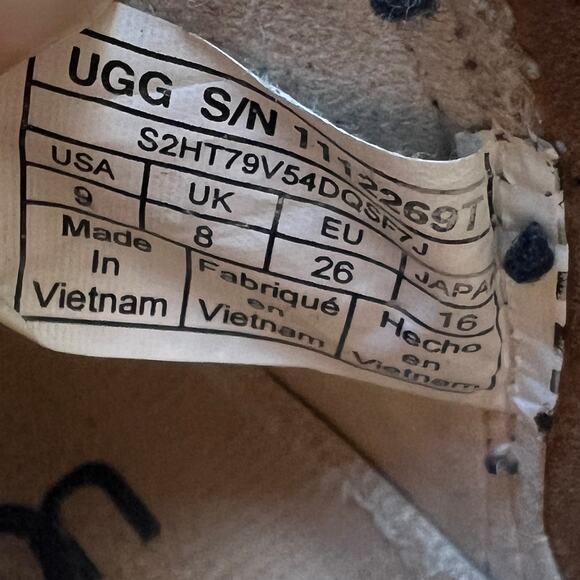 UGG S/N 1112269T
S2HT79V54DQSF7J
USA UK EU JAPA
9 8 26 16
Made Fabriqué Hecho
In en en
Vietnam Vietnam Vietnam